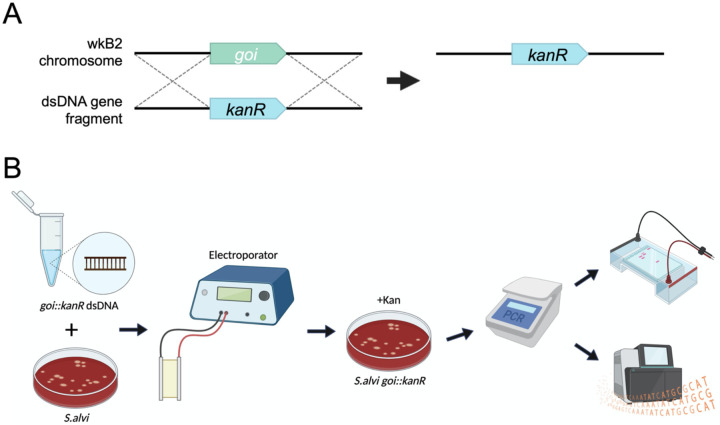 A
wkB2
chromosome
goi
dsDNA gene
fragment
kanR
kanR
B
goi::kanR dsDNA
+
S.alvi
Electroporator
+Kan
S.alvi goi::kanR
PCR